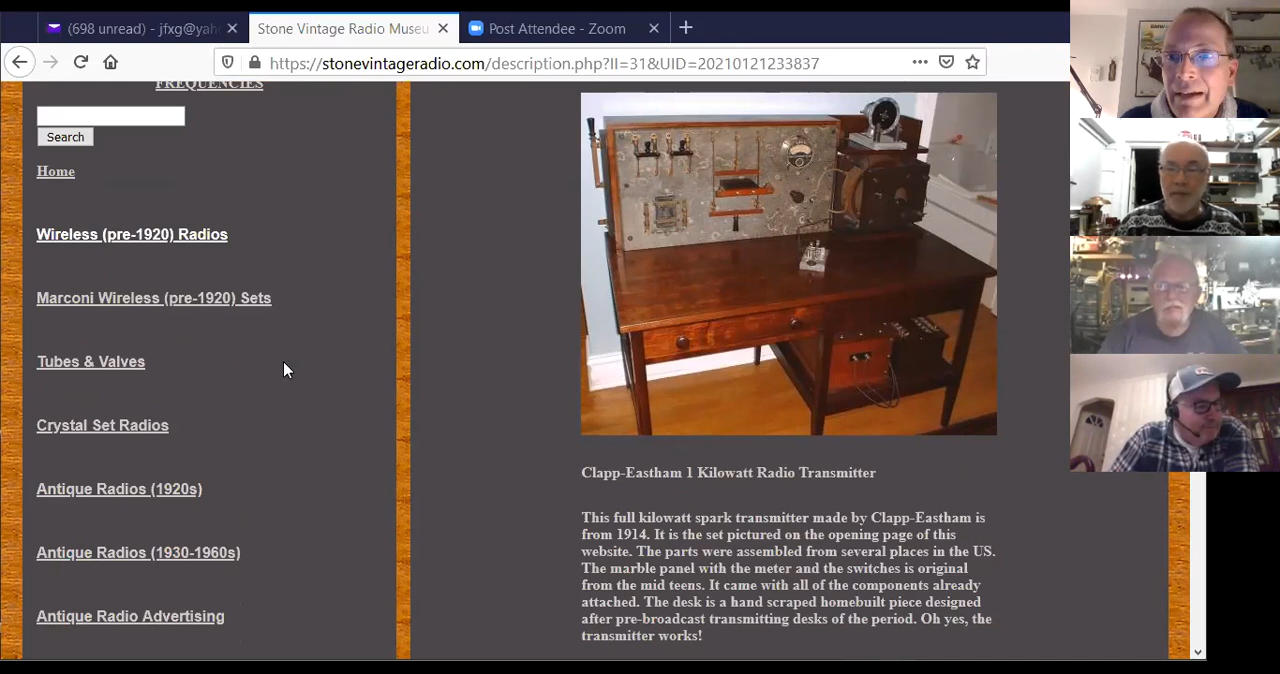 (698 unread) - jfxg@yah
Stone Vintage Radio Museu
Post Attendee - Zoom
https://stonevintageradio.com/description.php?II=31&UID=20210121233837
FREQUENCIES
Search
Home
Wireless (pre-1920) Radios
Marconi Wireless (pre-1920) Sets
Tubes & Valves
Crystal Set Radios
Antique Radios (1920s)
Antique Radios (1930-1960s)
Antique Radio Advertising
Clapp-Eastham 1 Kilowatt Radio Transmitter
This full kilowatt spark transmitter made by Clapp-Eastham is
from 1914. It is the set pictured on the opening page of this
website. The parts were assembled from several places in the US.
The marble panel with the meter and the switches is original
from the mid teens. It came with all of the components already
attached. The desk is a hand scraped homebuilt piece designed
after pre-broadcast transmitting desks of the period. Oh yes, the
transmitter works!